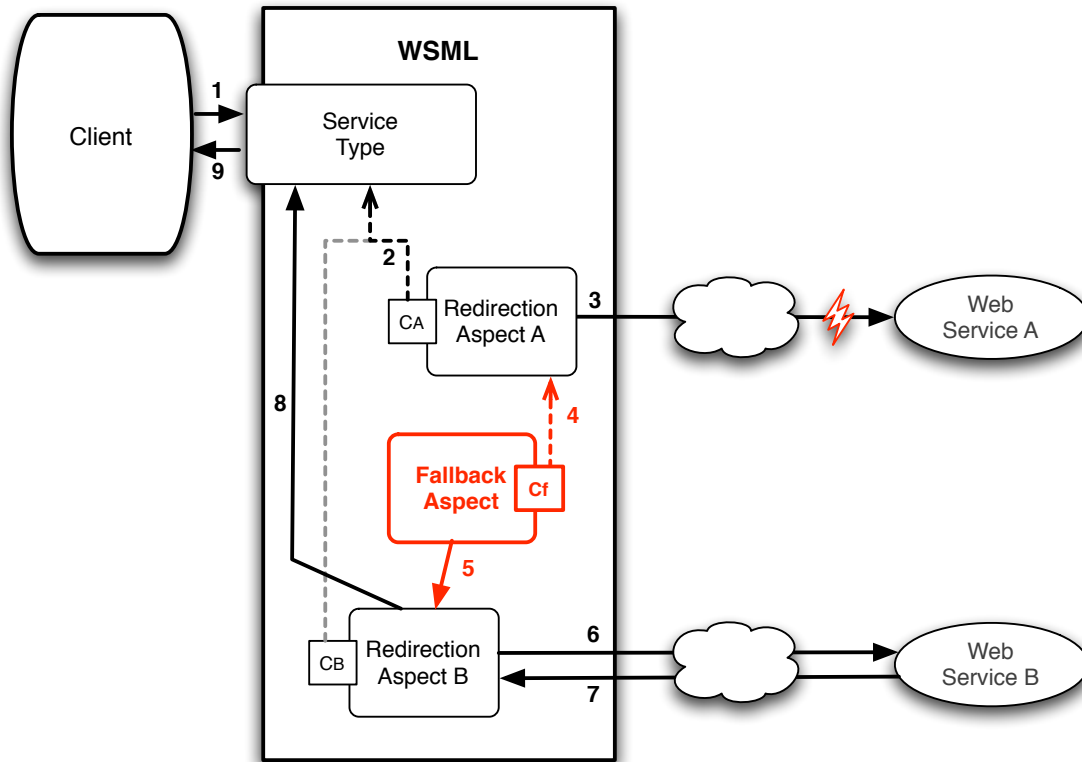 WSML
1
Client
Service
Type
9
2
CA
Redirection
Aspect A
3
Web
Service A
8
4
Fallback
Aspect
Cf
5
CB
Redirection
Aspect B
6
7
Web
Service B